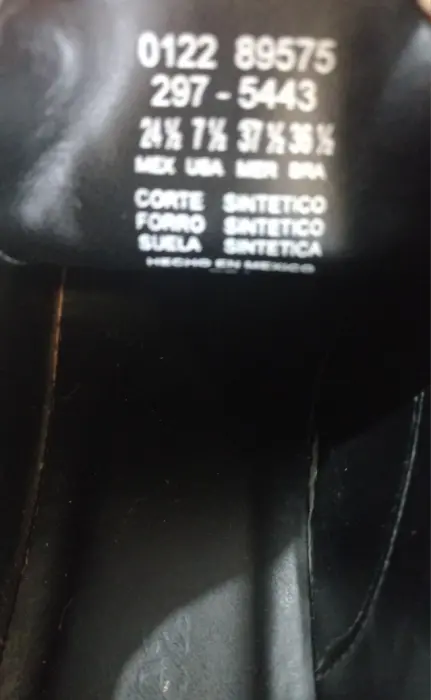 0122 89575
297-5443
24½ 7½ 37½ 36½
MEX USA MER BRA
CORTE SINTETICO
FORRO SINTETICO
SUELA SINTETICA
HECHO EN MEXICO